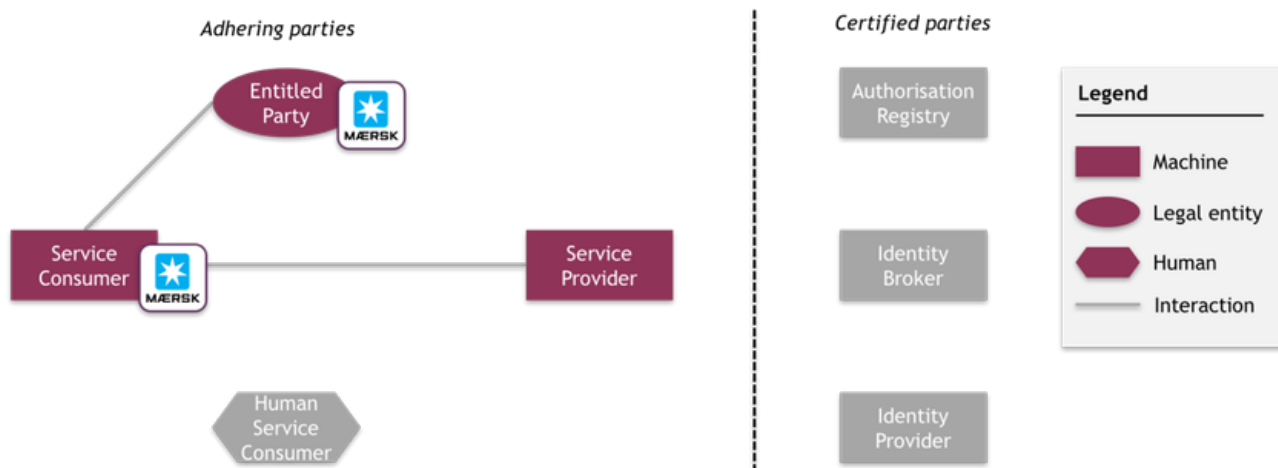 Adhering parties
Certified parties
Entitled
Party
MÆRSK
Authorisation
Registry
Legend
Machine
Legal entity
Human
Interaction
Service
Consumer
MÆRSK
Service
Provider
Identity
Broker
Human
Service
Consumer
Identity
Provider